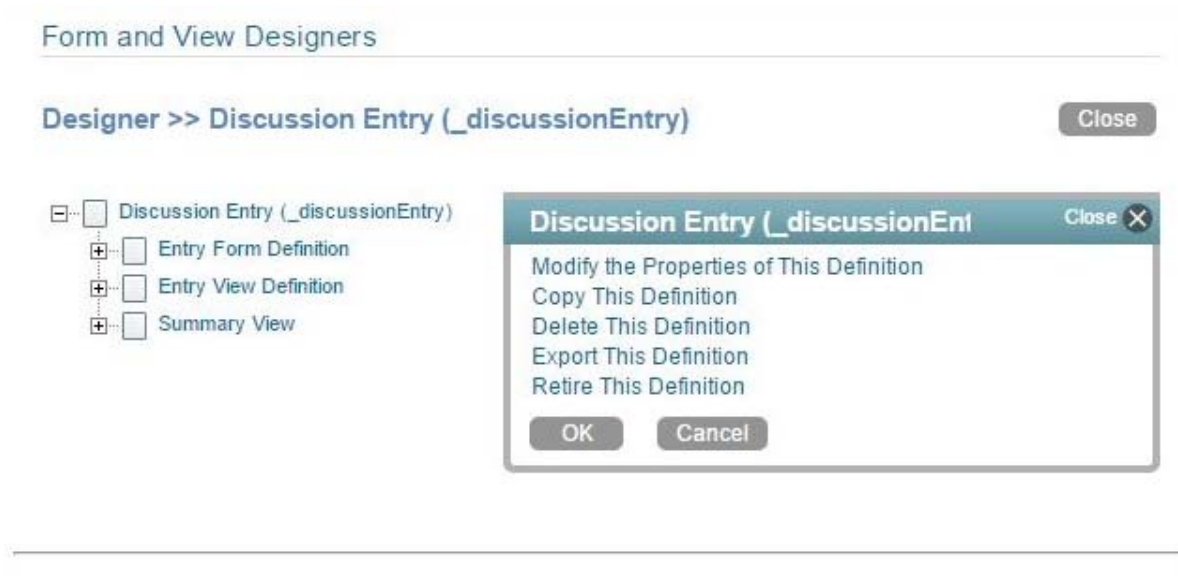 Form and View Designers
Designer >> Discussion Entry (_discussionEntry)
Close
Discussion Entry (_discussionEntry)
Entry Form Definition
Entry View Definition
Summary View
Discussion Entry (_discussionEnt
Close
Modify the Properties of This Definition
Copy This Definition
Delete This Definition
Export This Definition
Retire This Definition
OK Cancel